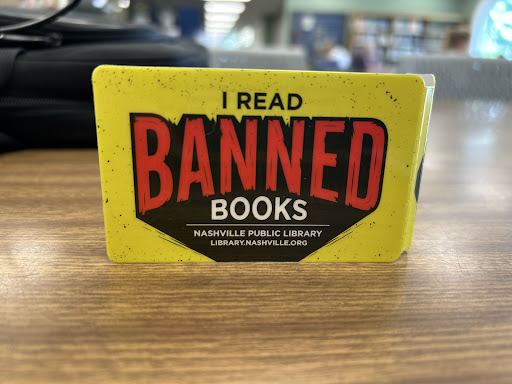 I READ
BANNED
BOOKS
NASHVILLE PUBLIC LIBRARY
LIBRARY.NASHVILLE.ORG